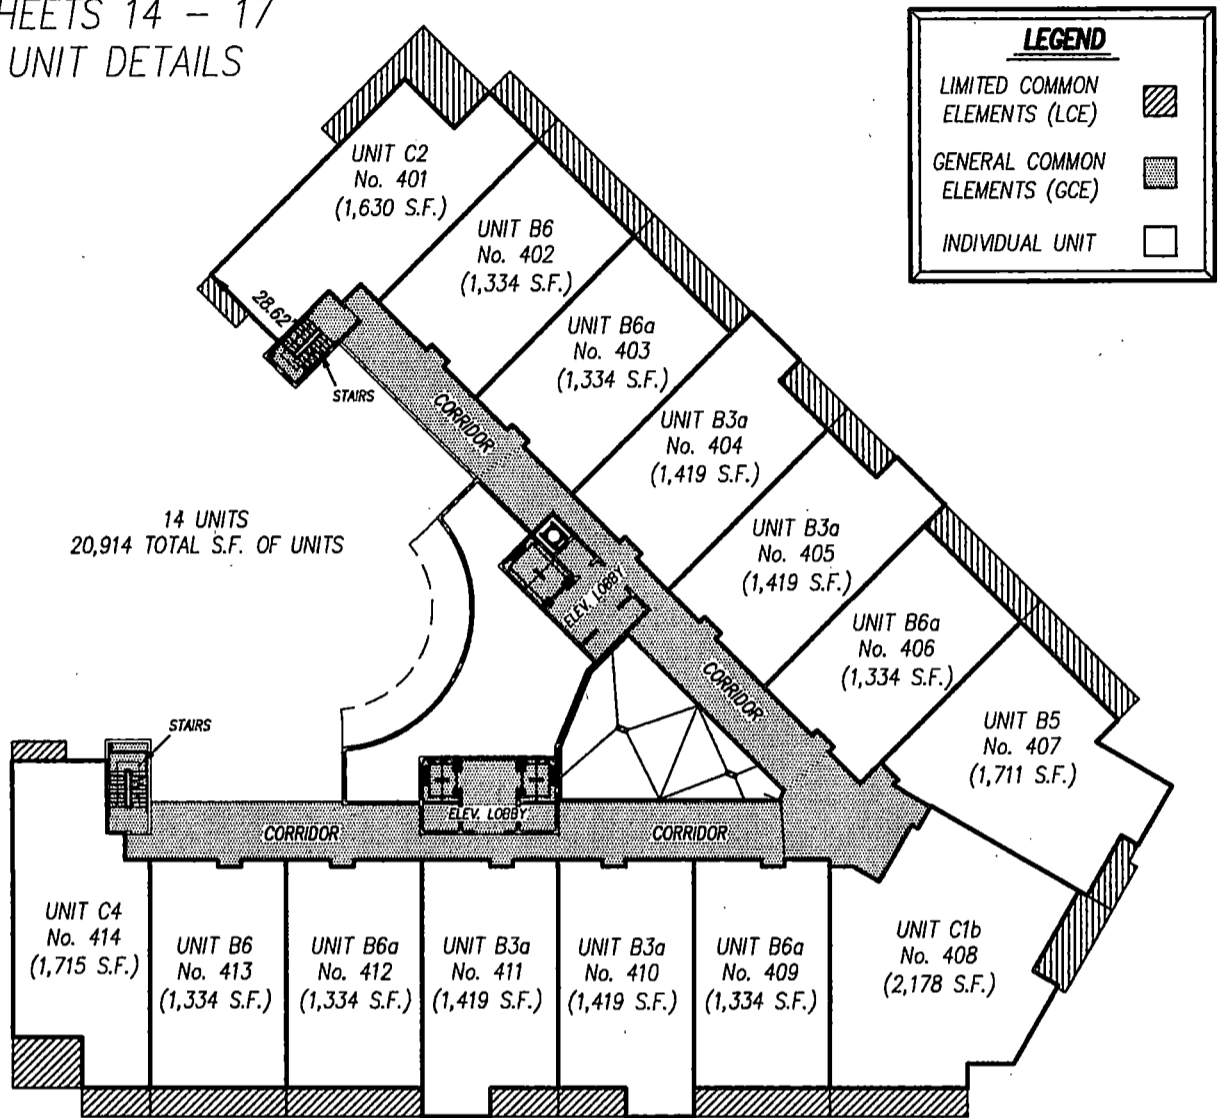 HEETS 14 – 17
UNIT DETAILS
LEGEND
LIMITED COMMON
ELEMENTS (LCE)
GENERAL COMMON
ELEMENTS (GCE)
INDIVIDUAL UNIT
UNIT C2
No. 401
(1,630 S.F.)
UNIT B6
No. 402
(1,334 S.F.)
28.62'
STAIRS
UNIT B6a
No. 403
(1,334 S.F.)
CORRIDOR
UNIT B3a
No. 404
(1,419 S.F.)
14 UNITS
20,914 TOTAL S.F. OF UNITS
UNIT B3a
No. 405
(1,419 S.F.)
ELEV. LOBBY
UNIT B6a
No. 406
(1,334 S.F.)
CORRIDOR
UNIT B5
No. 407
(1,711 S.F.)
STAIRS
ELEV. LOBBY
CORRIDOR
CORRIDOR
UNIT C4
No. 414
(1,715 S.F.)
UNIT B6
No. 413
(1,334 S.F.)
UNIT B6a
No. 412
(1,334 S.F.)
UNIT B3a
No. 411
(1,419 S.F.)
UNIT B3a
No. 410
(1,419 S.F.)
UNIT B6a
No. 409
(1,334 S.F.)
UNIT C1b
No. 408
(2,178 S.F.)